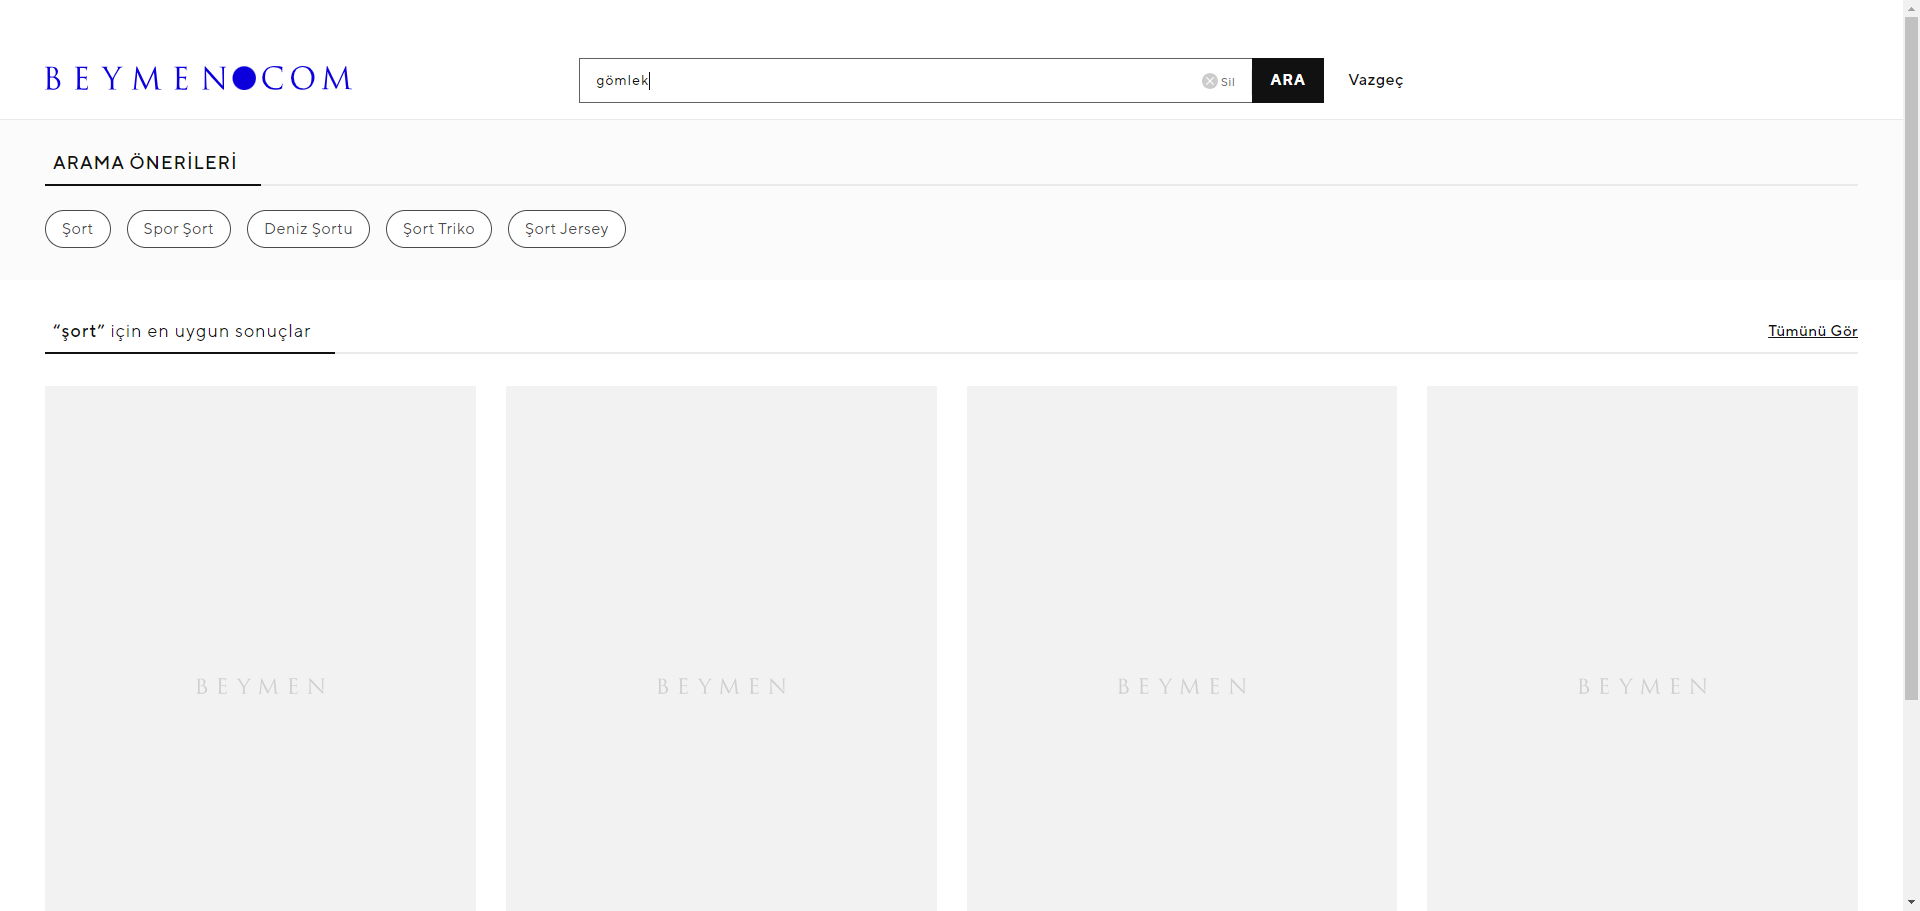 BEYMEN●COM
gömlek
Sil
ARA
Vazgeç
ARAMA ÖNERİLERİ
Şort
Spor Şort
Deniz Şortu
Şort Triko
Şort Jersey
“şort” için en uygun sonuçlar
Tümünü Gör
BEYMEN
BEYMEN
BEYMEN
BEYMEN